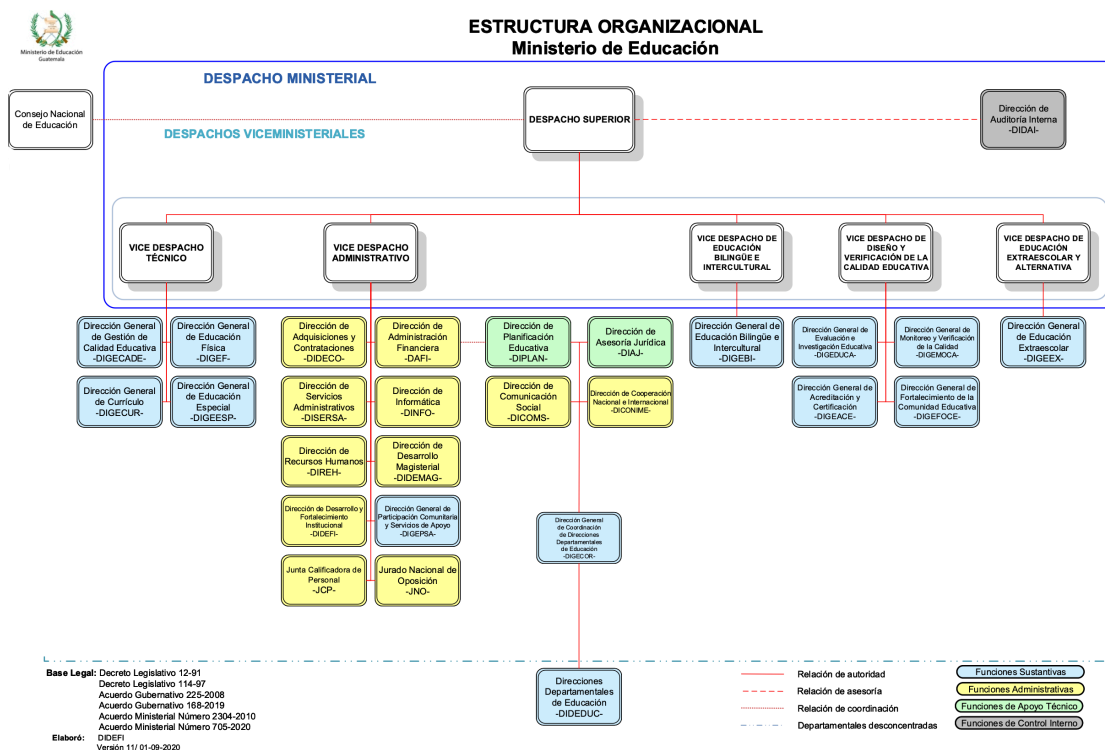 Ministerio de Educación
Guatemala
ESTRUCTURA ORGANIZACIONAL
Ministerio de Educación
DESPACHO MINISTERIAL
Consejo Nacional
de Educación
DESPACHOS VICEMINISTERIALES
DESPACHO SUPERIOR
Dirección de
Auditoría Interna
-DIDAI-
VICE DESPACHO
TÉCNICO
VICE DESPACHO
ADMINISTRATIVO
VICE DESPACHO DE
EDUCACIÓN
BILINGÜE E
INTERCULTURAL
VICE DESPACHO DE
DISEÑO Y
VERIFICACIÓN DE LA
CALIDAD EDUCATIVA
VICE DESPACHO DE
EDUCACIÓN
EXTRAESCOLAR Y
ALTERNATIVA
Dirección General
de Gestión de
Calidad Educativa
-DIGECADE-
Dirección General
de Educación
Física
-DIGEF-
Dirección de
Adquisiciones y
Contrataciones
-DIDECO-
Dirección de
Administración
Financiera
-DAFI-
Dirección de
Planificación
Educativa
-DIPLAN-
Dirección de
Asesoría Jurídica
-DIAJ-
Dirección General de
Educación Bilingüe e
Intercultural
-DIGEBI-
Dirección General de
Evaluación e
Investigación Educativa
-DIGEDUCA-
Dirección General de
Monitoreo y Verificación
de la Calidad
-DIGEMOCA-
Dirección General
de Educación
Extraescolar
-DIGEEX-
Dirección General
de Currículo
-DIGECUR-
Dirección General
de Educación
Especial
-DIGEESP-
Dirección de
Servicios
Administrativos
-DISERSA-
Dirección de
Informática
-DINFO-
Dirección de
Comunicación
Social
-DICOMS-
Dirección de Cooperación
Nacional e Internacional
-DICONIME-
Dirección General de
Acreditación y
Certificación
-DIGEACE-
Dirección General de
Fortalecimiento de la
Comunidad Educativa
-DIGEFOCE-
Dirección de
Recursos Humanos
-DIREH-
Dirección de
Desarrollo
Magisterial
-DIDEMAG-
Dirección de Desarrollo y
Fortalecimiento
Institucional
-DIDEFI-
Dirección General de
Participación Comunitaria
y Servicios de Apoyo
-DIGEPSA-
Dirección General
de Coordinación
de Direcciones
Departamentales
de Educación
-DIGECOR-
Junta Calificadora de
Personal
-JCP-
Jurado Nacional de
Oposición
-JNO-
Direcciones
Departamentales
de Educación
-DIDEDUC-
Base Legal: Decreto Legislativo 12-91
Decreto Legislativo 114-97
Acuerdo Gubernativo 225-2008
Acuerdo Gubernativo 168-2019
Acuerdo Ministerial Número 2304-2010
Acuerdo Ministerial Número 705-2020
Elaboró: DIDEFI
Versión 11/ 01-09-2020
Relación de autoridad
Relación de asesoría
Relación de coordinación
Departamentales desconcentradas
Funciones Sustantivas
Funciones Administrativas
Funciones de Apoyo Técnico
Funciones de Control Interno